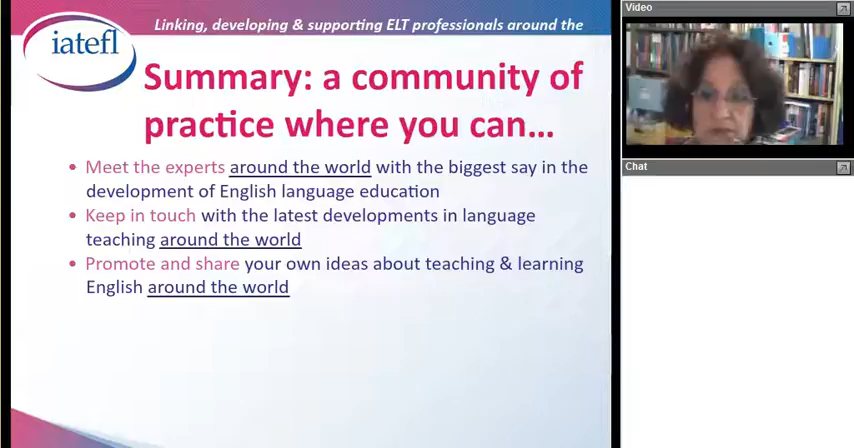 Linking, developing & supporting ELT professionals around the
iatefl
Summary: a community of
practice where you can...
• Meet the experts around the world with the biggest say in the
development of English language education
• Keep in touch with the latest developments in language
teaching around the world
• Promote and share your own ideas about teaching & learning
English around the world
Video
Chat